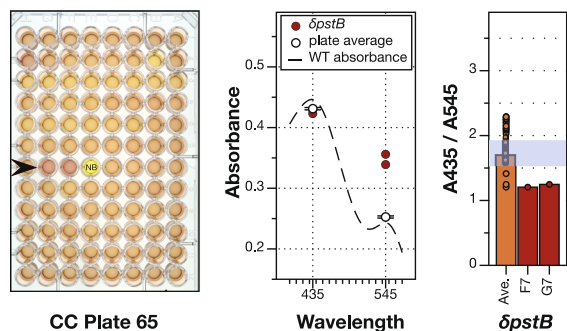 NB
CC Plate 65
δpstB
plate average
WT absorbance
Absorbance
0.5
0.4
0.3
0.2
435
545
Wavelength
A435 / A545
3
2
1
0
Ave.
F7
G7
δpstB